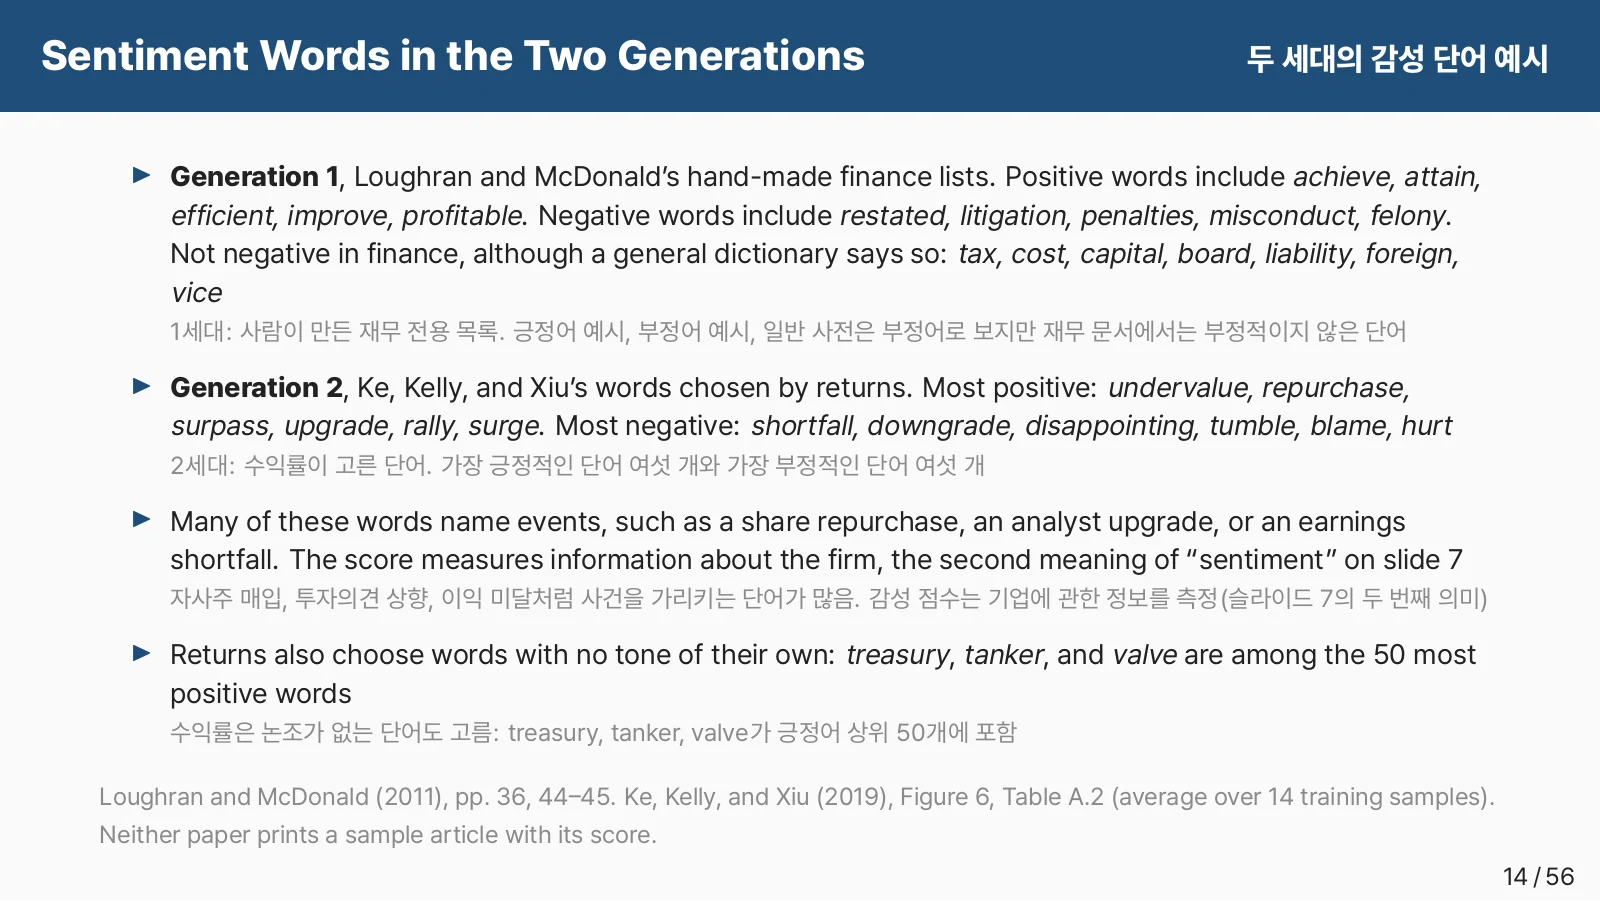 Sentiment Words in the Two Generations
두 세대의 감성 단어 예시
▶ Generation 1, Loughran and McDonald’s hand-made finance lists. Positive words include achieve, attain,
efficient, improve, profitable. Negative words include restated, litigation, penalties, misconduct, felony.
Not negative in finance, although a general dictionary says so: tax, cost, capital, board, liability, foreign,
vice
1세대: 사람이 만든 재무 전용 목록. 긍정어 예시, 부정어 예시, 일반 사전은 부정어로 보지만 재무 문서에서는 부정적이지 않은 단어
▶ Generation 2, Ke, Kelly, and Xiu’s words chosen by returns. Most positive: undervalue, repurchase,
surpass, upgrade, rally, surge. Most negative: shortfall, downgrade, disappointing, tumble, blame, hurt
2세대: 수익률이 고른 단어. 가장 긍정적인 단어 여섯 개와 가장 부정적인 단어 여섯 개
▶ Many of these words name events, such as a share repurchase, an analyst upgrade, or an earnings
shortfall. The score measures information about the firm, the second meaning of “sentiment” on slide 7
자사주 매입, 투자의견 상향, 이익 미달처럼 사건을 가리키는 단어가 많음. 감성 점수는 기업에 관한 정보를 측정(슬라이드 7의 두 번째 의미)
▶ Returns also choose words with no tone of their own: treasury, tanker, and valve are among the 50 most
positive words
수익률은 논조가 없는 단어도 고름: treasury, tanker, valve가 긍정어 상위 50개에 포함
Loughran and McDonald (2011), pp. 36, 44–45. Ke, Kelly, and Xiu (2019), Figure 6, Table A.2 (average over 14 training samples).
Neither paper prints a sample article with its score.
14 / 56